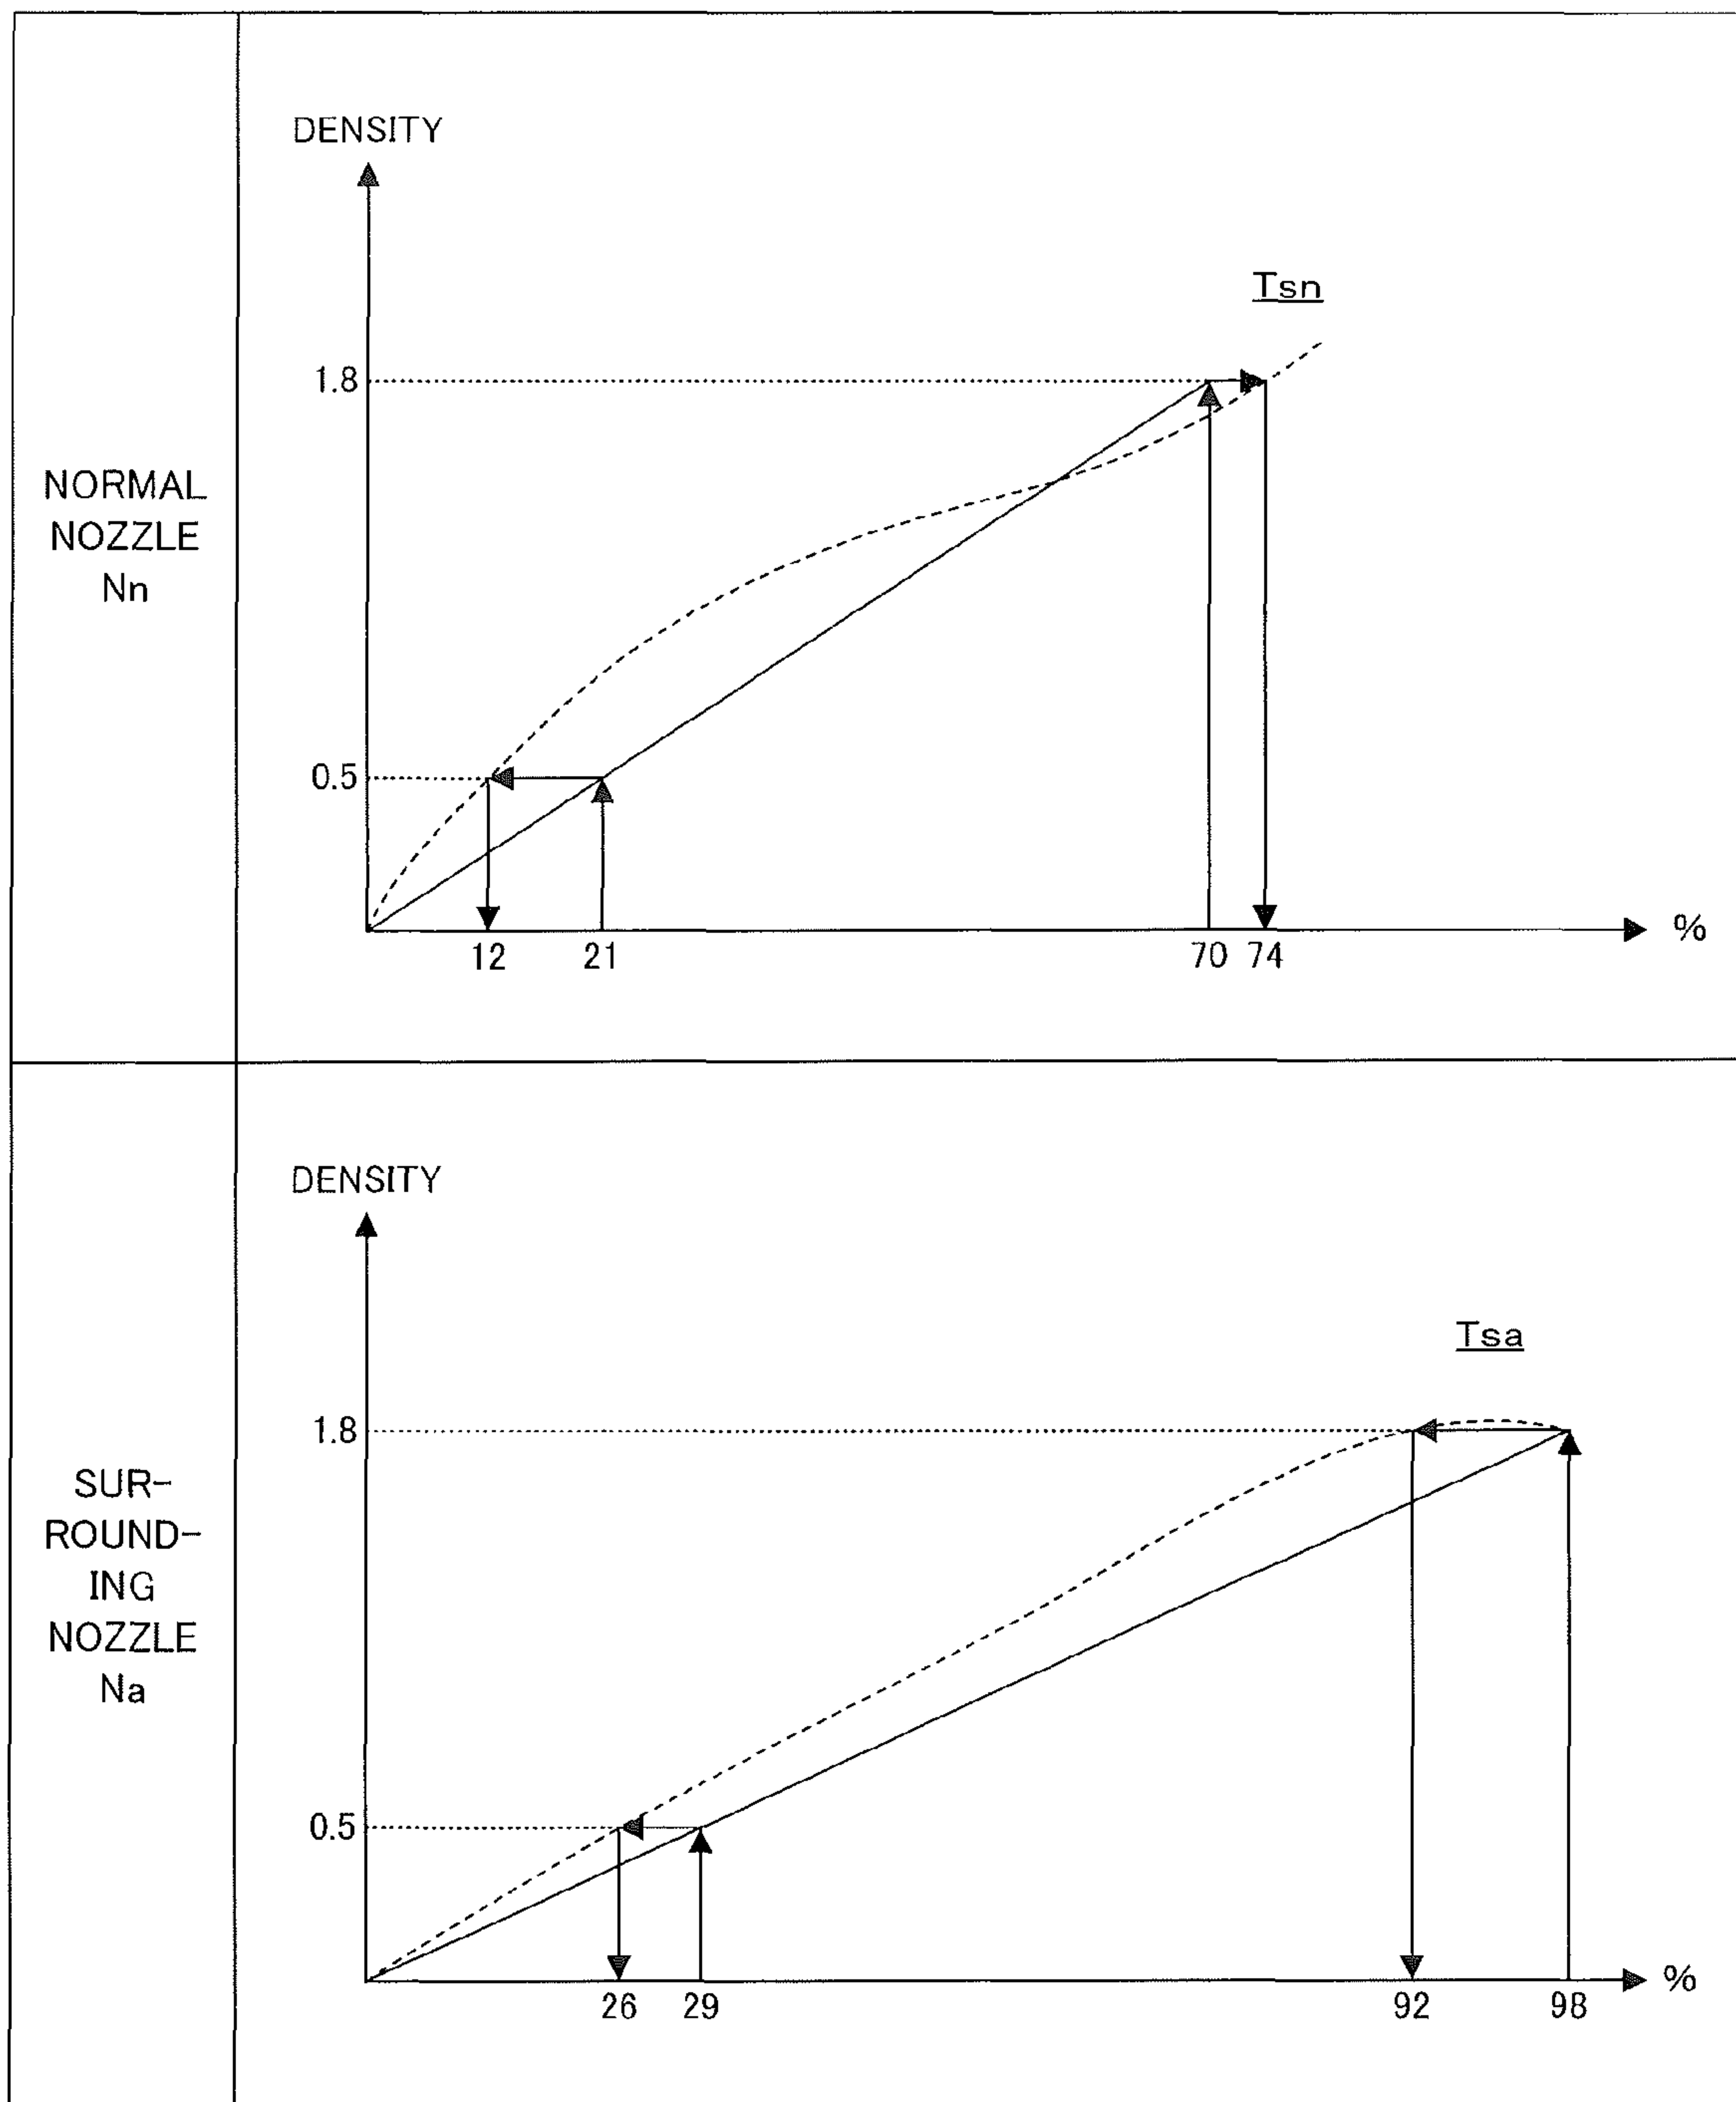 NORMAL
NOZZLE
Nn
DENSITY
Tsn
1.8
0.5
12 21 70 74 %
SUR-
ROUND-
ING
NOZZLE
Na
DENSITY
Tsa
1.8
0.5
26 29 92 98 %